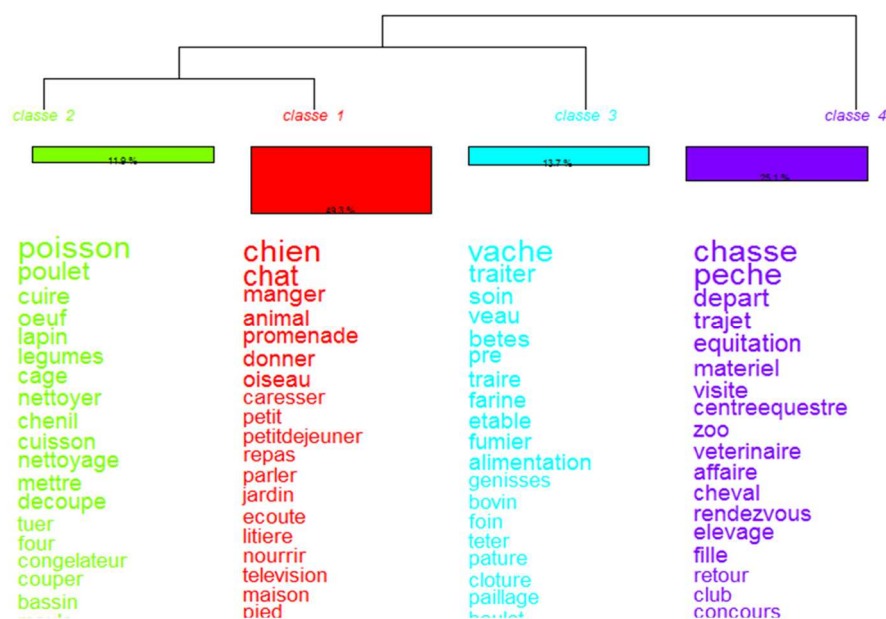 classe 2
classe 1
classe 3
classe 4
11.9 %
49.3 %
13.7 %
25.1 %
poisson
poulet
cuire
oeuf
lapin
legumes
cage
nettoyer
chenil
cuisson
nettoyage
mettre
decoupe
tuer
four
congelateur
couper
bassin
chien
chat
manger
animal
promenade
donner
oiseau
caresser
petit
petitdejeuner
repas
parler
jardin
ecoute
litiere
nourrir
television
maison
pied
vache
traiter
soin
veau
betes
pre
traire
farine
etable
fumier
alimentation
genisses
bovin
foin
teter
pature
cloture
paillage
chasse
peche
depart
trajet
equitation
materiel
visite
centreequestre
zoo
veterinaire
affaire
cheval
rendezvous
elevage
fille
retour
club
concours